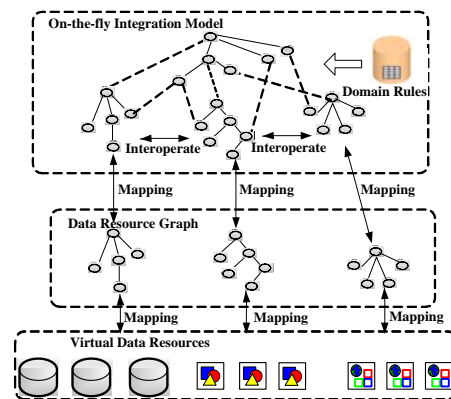 On-the-fly Integration Model
Domain Rules
Interoperate
Interoperate
Mapping
Mapping
Mapping
Data Resource Graph
Mapping
Mapping
Mapping
Virtual Data Resources